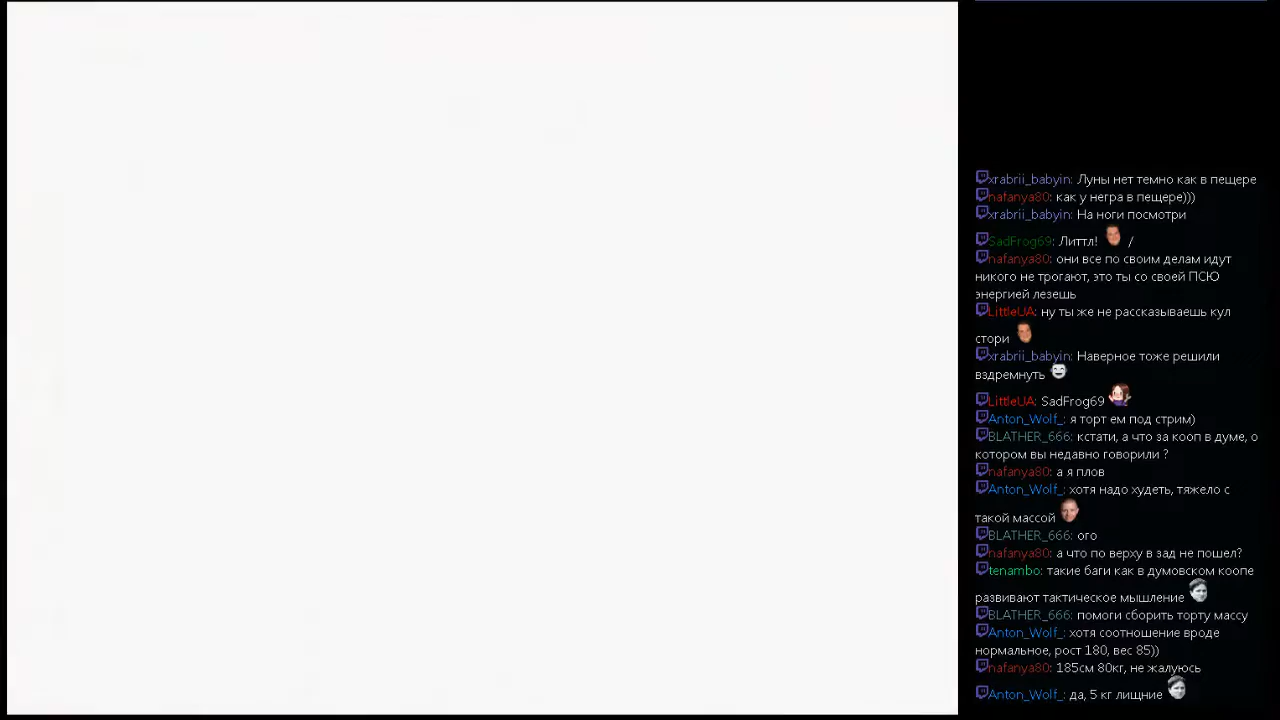 xrabrii_babyin: Луны нет темно как в пещере
nafanya80: как у негра в пещере)))
xrabrii_babyin: На ноги посмотри
SadFrog69: Литтл! /
nafanya80: они все по своим делам идут
никого не трогают, это ты со своей ПСЮ
энергией лезешь
LittleUA: ну ты же не рассказываешь кул
стори
xrabrii_babyin: Наверное тоже решили
вздремнуть
LittleUA: SadFrog69
Anton_Wolf_: я торт ем под стрим)
BLATHER_666: кстати, а что за кооп в думе, о
котором вы недавно говорили ?
nafanya80: а я плов
Anton_Wolf_: хотя надо худеть, тяжело с
такой массой
BLATHER_666: ого
nafanya80: а что по верху в зад не пошел?
tenambo: такие баги как в думовском коопе
развивают тактическое мышление
BLATHER_666: помоги сборить торту массу
Anton_Wolf_: хотя соотношение вроде
нормальное, рост 180, вес 85))
nafanya80: 185см 80кг, не жалуюсь
Anton_Wolf_: да, 5 кг лищние